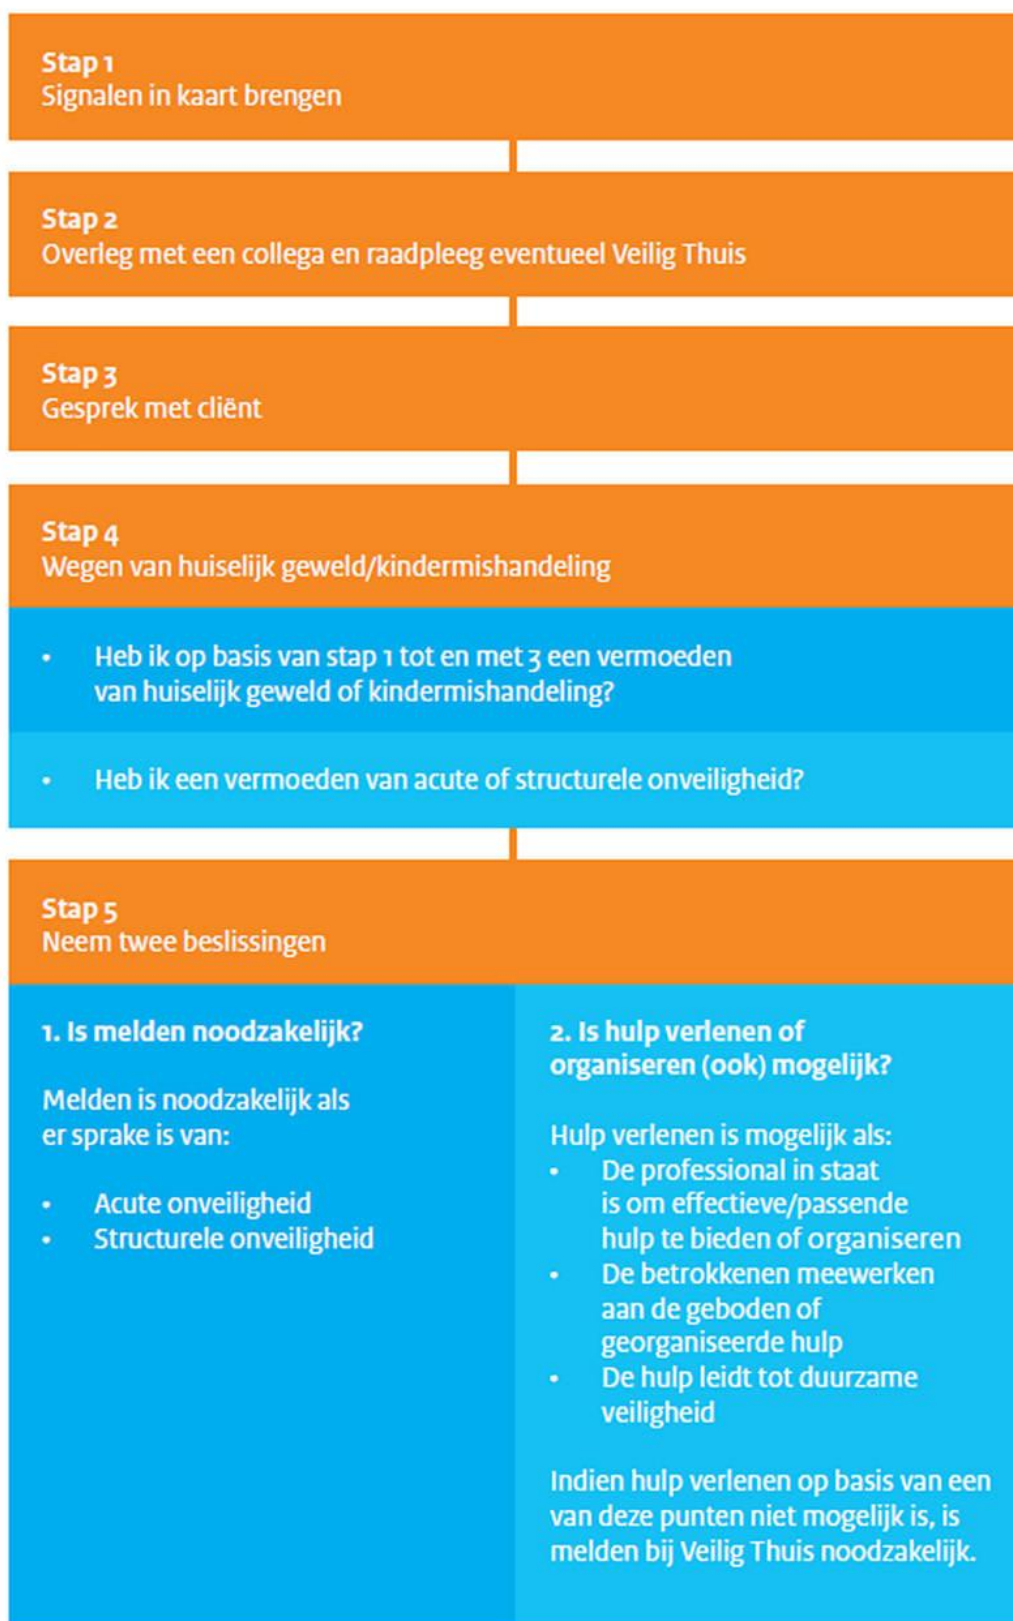 Stap 1
Signalen in kaart brengen
Stap 2
Overleg met een collega en raadpleeg eventueel Veilig Thuis
Stap 3
Gesprek met cliënt
Stap 4
Wegen van huiselijk geweld/kindermishandeling
• Heb ik op basis van stap 1 tot en met 3 een vermoeden
van huiselijk geweld of kindermishandeling?
• Heb ik een vermoeden van acute of structurele onveiligheid?
Stap 5
Neem twee beslissingen
1. Is melden noodzakelijk?
Melden is noodzakelijk als
er sprake is van:
• Acute onveiligheid
• Structurele onveiligheid
2. Is hulp verlenen of
organiseren (ook) mogelijk?
Hulp verlenen is mogelijk als:
• De professional in staat
is om effectieve/passende
hulp te bieden of organiseren
• De betrokkenen meewerken
aan de geboden of
georganiseerde hulp
• De hulp leidt tot duurzame
veiligheid
Indien hulp verlenen op basis van een
van deze punten niet mogelijk is, is
melden bij Veilig Thuis noodzakelijk.